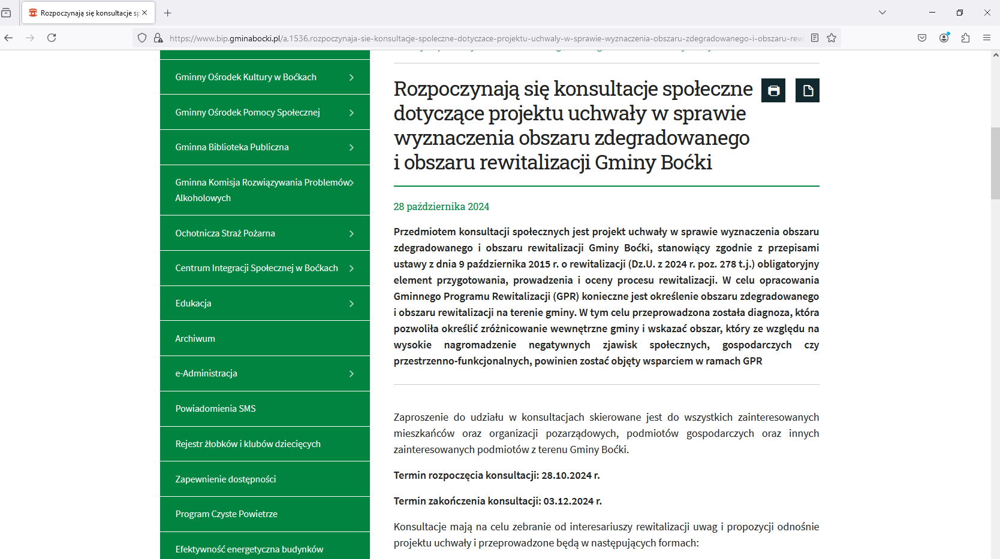 Rozpoczynają się konsultacje sp
https://www.bip.gminabocki.pl/a,1536,rozpoczynaja-sie-konsultacje-spoleczne-dotyczace-projektu-uchwaly-w-sprawie-wyznaczenia-obszaru-zdegradowanego-i-obszaru-rew
Gminny Ośrodek Kultury w Boćkach
Gminny Ośrodek Pomocy Społecznej
Gminna Biblioteka Publiczna
Gminna Komisja Rozwiązywania Problemów
Alkoholowych
Ochotnicza Straż Pożarna
Centrum Integracji Społecznej w Boćkach
Edukacja
Archiwum
e-Administracja
Powiadomienia SMS
Rejestr żłobków i klubów dziecięcych
Zapewnienie dostępności
Program Czyste Powietrze
Efektywność energetyczna budynków
Rozpoczynają się konsultacje społeczne
dotyczące projektu uchwały w sprawie
wyznaczenia obszaru zdegradowanego
i obszaru rewitalizacji Gminy Boćki
28 października 2024
Przedmiotem konsultacji społecznych jest projekt uchwały w sprawie wyznaczenia obszaru
zdegradowanego i obszaru rewitalizacji Gminy Boćki, stanowiący zgodnie z przepisami
ustawy z dnia 9 października 2015 r. o rewitalizacji (Dz.U. z 2024 r. poz. 278 t.j.) obligatoryjny
element przygotowania, prowadzenia i oceny procesu rewitalizacji. W celu opracowania
Gminnego Programu Rewitalizacji (GPR) konieczne jest określenie obszaru zdegradowanego
i obszaru rewitalizacji na terenie gminy. W tym celu przeprowadzona została diagnoza, która
pozwoliła określić zróżnicowanie wewnętrzne gminy i wskazać obszar, który ze względu na
wysokie nagromadzenie negatywnych zjawisk społecznych, gospodarczych czy
przestrzenno-funkcjonalnych, powinien zostać objęty wsparciem w ramach GPR
Zaproszenie do udziału w konsultacjach skierowane jest do wszystkich zainteresowanych
mieszkańców oraz organizacji pozarządowych, podmiotów gospodarczych oraz innych
zainteresowanych podmiotów z terenu Gminy Boćki.
Termin rozpoczęcia konsultacji: 28.10.2024 r.
Termin zakończenia konsultacji: 03.12.2024 r.
Konsultacje mają na celu zebranie od interesariuszy rewitalizacji uwag i propozycji odnośnie
projektu uchwały i przeprowadzone będą w następujących formach: